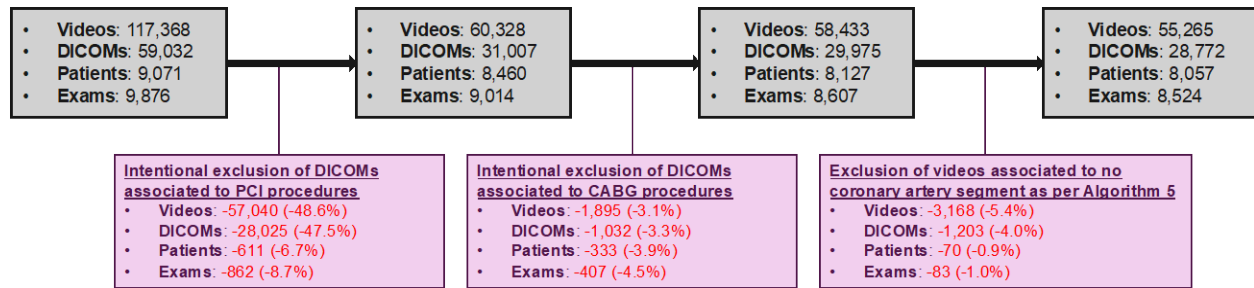 • Videos: 117,368
• DICOMs: 59,032
• Patients: 9,071
• Exams: 9,876
• Videos: 60,328
• DICOMs: 31,007
• Patients: 8,460
• Exams: 9,014
• Videos: 58,433
• DICOMs: 29,975
• Patients: 8,127
• Exams: 8,607
• Videos: 55,265
• DICOMs: 28,772
• Patients: 8,057
• Exams: 8,524
Intentional exclusion of DICOMs
associated to PCI procedures
• Videos: -57,040 (-48.6%)
• DICOMs: -28,025 (-47.5%)
• Patients: -611 (-6.7%)
• Exams: -862 (-8.7%)
Intentional exclusion of DICOMs
associated to CABG procedures
• Videos: -1,895 (-3.1%)
• DICOMs: -1,032 (-3.3%)
• Patients: -333 (-3.9%)
• Exams: -407 (-4.5%)
Exclusion of videos associated to no
coronary artery segment as per Algorithm 5
• Videos: -3,168 (-5.4%)
• DICOMs: -1,203 (-4.0%)
• Patients: -70 (-0.9%)
• Exams: -83 (-1.0%)